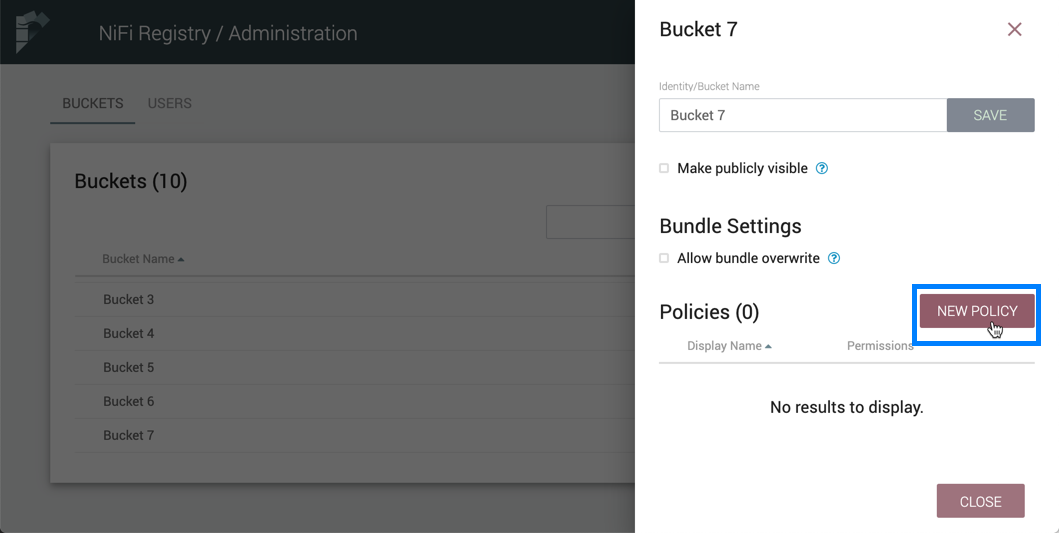 NiFi Registry / Administration
BUCKETS USERS
Buckets (10)
Bucket Name
Bucket 3
Bucket 4
Bucket 5
Bucket 6
Bucket 7
Bucket 7
Identity/Bucket Name
Bucket 7 SAVE
Make publicly visible ?
Bundle Settings
Allow bundle overwrite ?
Policies (0) NEW POLICY
Display Name Permissions
No results to display.
CLOSE